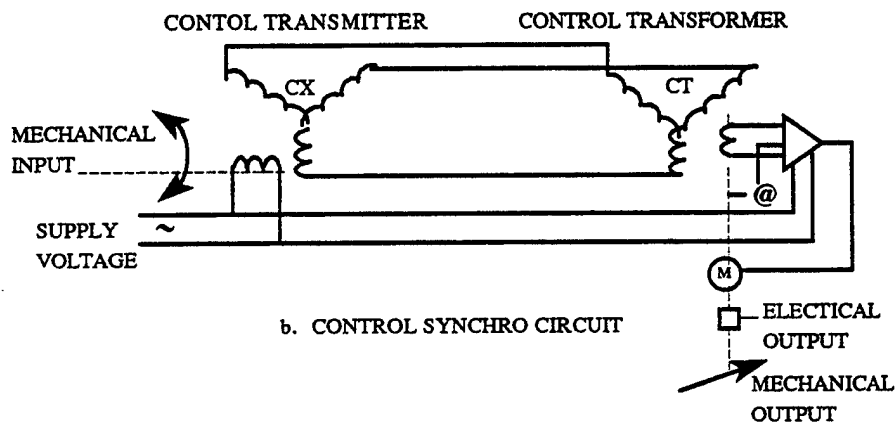 CONTOL TRANSMITTER
CONTROL TRANSFORMER
CX
CT
MECHANICAL
INPUT
@
SUPPLY
VOLTAGE
~
M
b. CONTROL SYNCHRO CIRCUIT
ELECTICAL
OUTPUT
MECHANICAL
OUTPUT